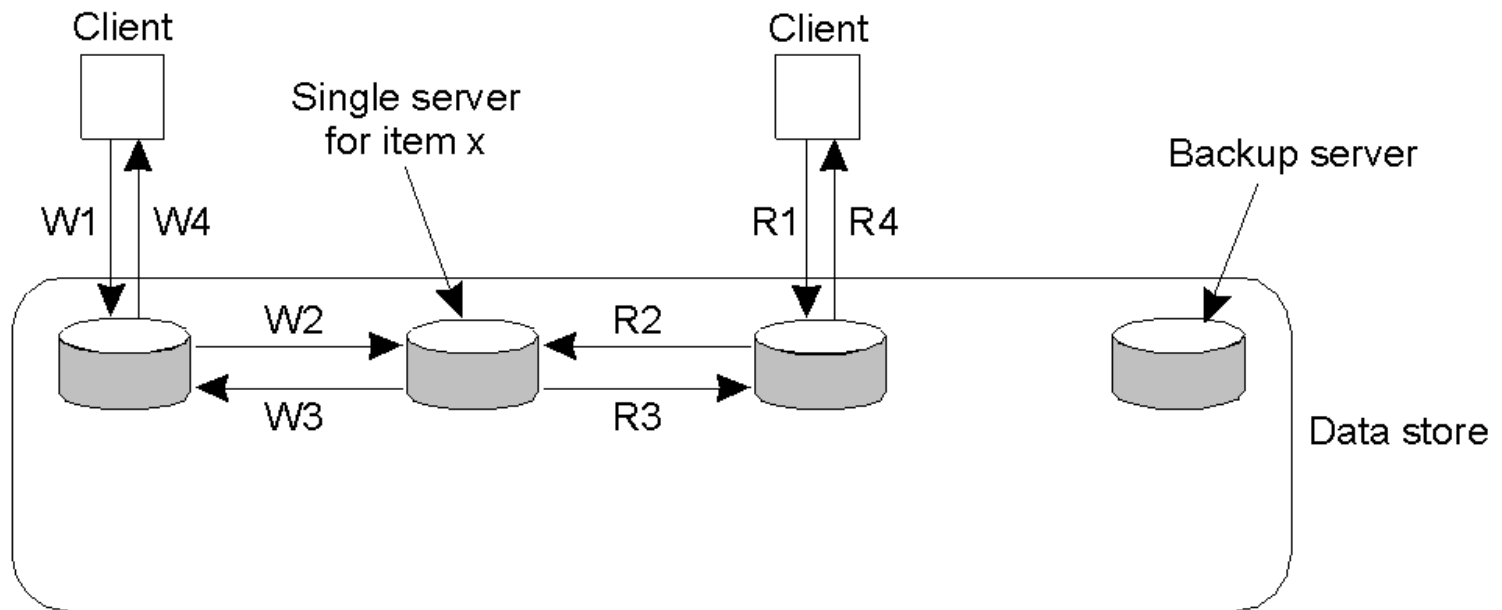 Client
Client
Single server
for item x
Backup server
W1
W4
R1
R4
W2
R2
W3
R3
Data store